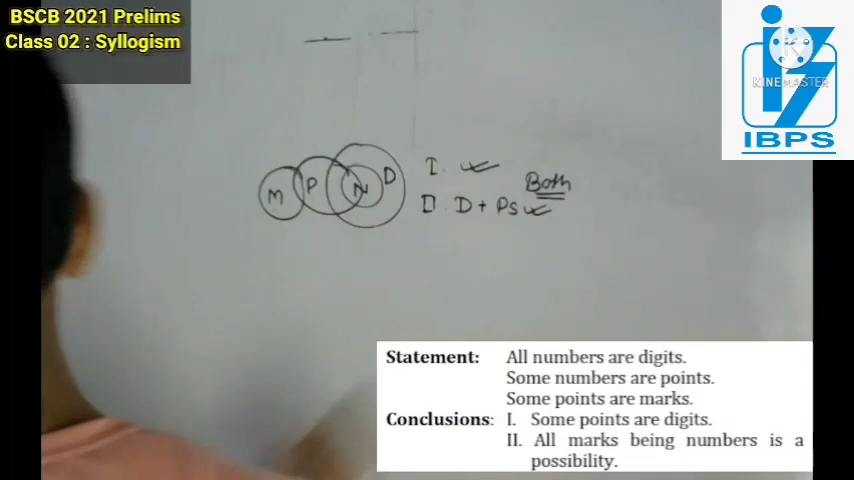 BSCB 2021 Prelims
Class 02 : Syllogism
KINEMASTER
IBPS
M P N D
I.
Both
II. D + Ps
Statement: All numbers are digits.
Some numbers are points.
Some points are marks.
Conclusions: I. Some points are digits.
II. All marks being numbers is a
possibility.